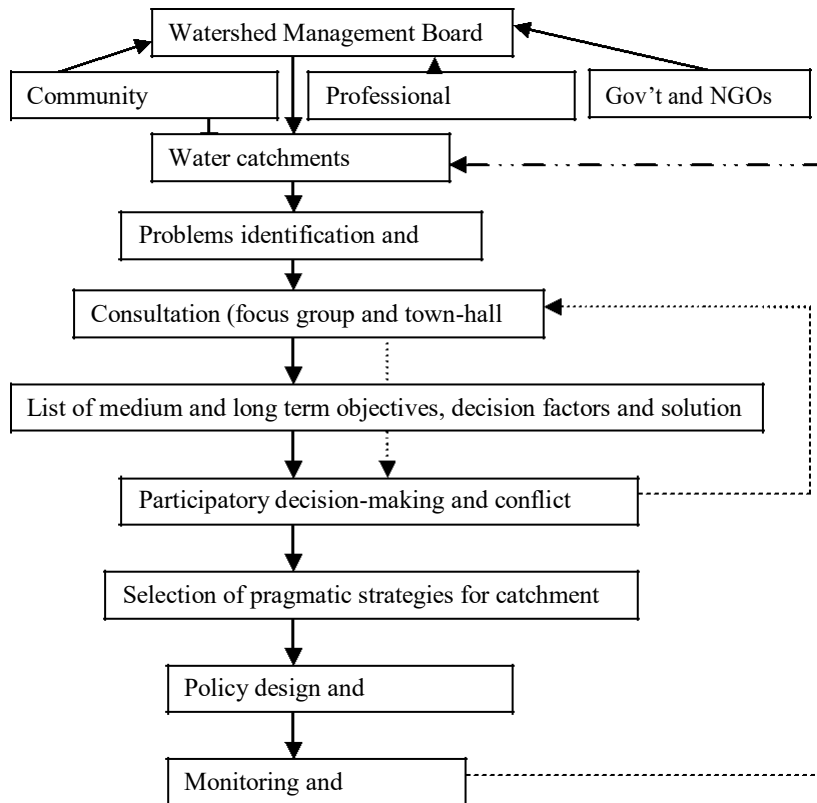 Watershed Management Board
Community
Professional
Gov't and NGOs
Water catchments
Problems identification and
Consultation (focus group and town-hall
List of medium and long term objectives, decision factors and solution
Participatory decision-making and conflict
Selection of pragmatic strategies for catchment
Policy design and
Monitoring and